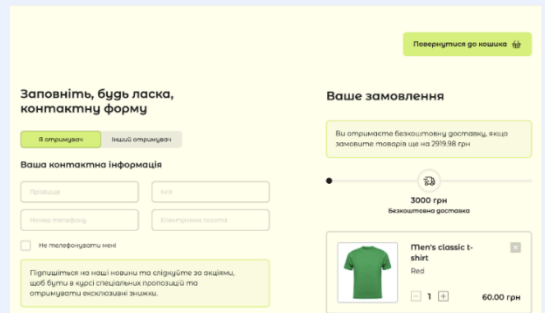 Повернутися до кошика
Заповніть, будь ласка,
контактну форму
Я отримувач
Інший отримувач
Ваша контактна інформація
Прізвище
Ім'я
Номер телефону
Електронна пошта
Не телефонувати мені
Підпишіться на наші новини та слідкуйте за акціями,
щоб бути в курсі спеціальних пропозицій та
отримувати ексклюзивні знижки.
Ваше замовлення
Ви отримаєте безкоштовну доставку, якщо
замовите товарів ще на 2919.98 грн
3000 грн
Безкоштовна доставка
Men's classic t-
shirt
Red
1
60.00 грн